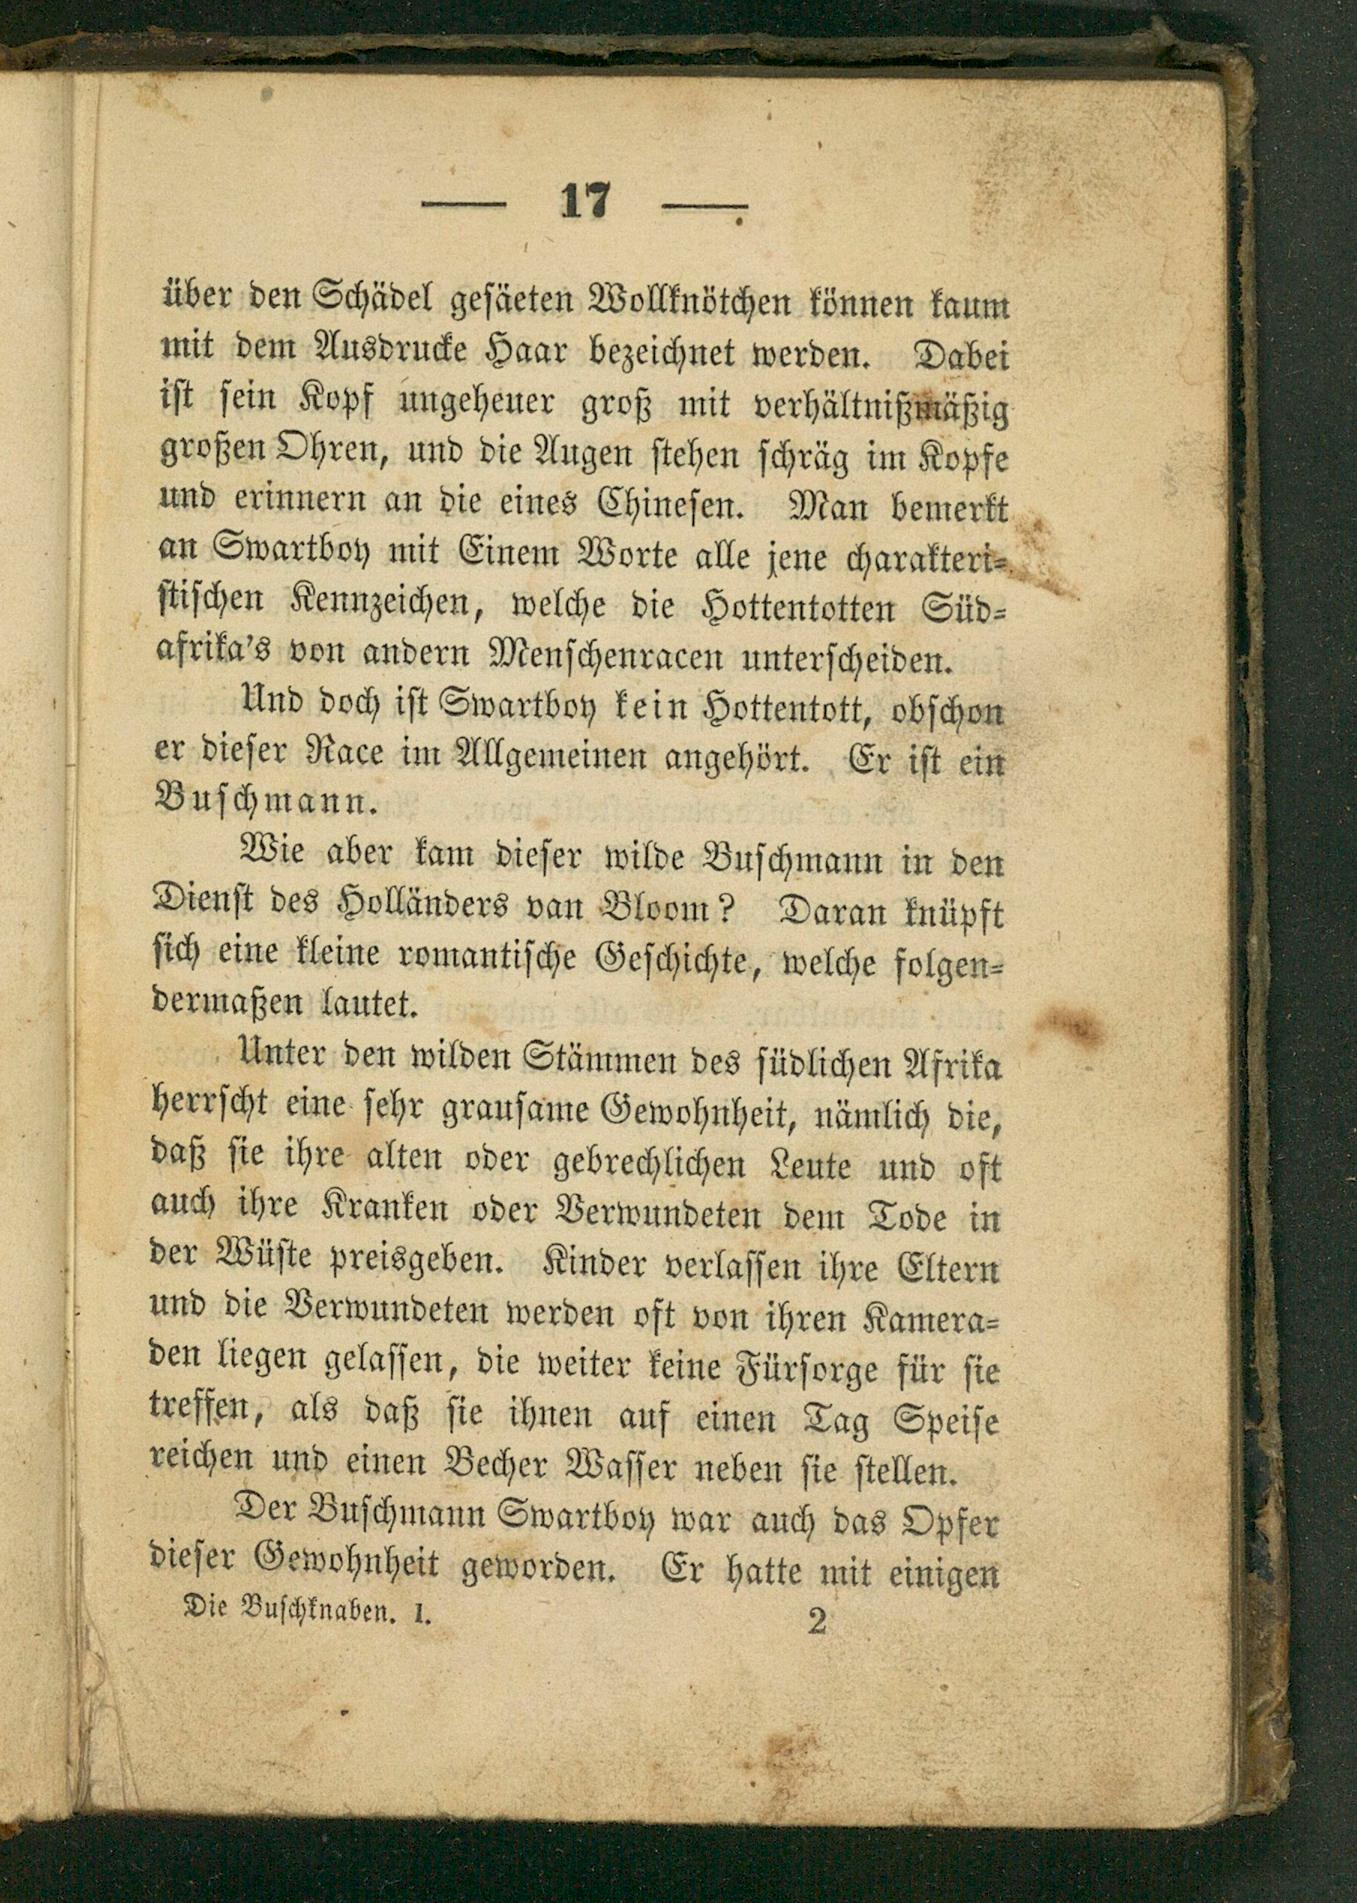 — 17 —
über den Schädel gesäeten Wollknötchen können kaum
mit dem Ausdrucke Haar bezeichnet werden. Dabei
ist sein Kopf ungeheuer groß mit verhältnißmäßig
großen Ohren, und die Augen stehen schräg im Kopfe
und erinnern an die eines Chinesen. Man bemerkt
an Swartboy mit Einem Worte alle jene charakteri-
stischen Kennzeichen, welche die Hottentotten Süd-
afrika's von andern Menschenracen unterscheiden.
Und doch ist Swartboy kein Hottentott, obschon
er dieser Race im Allgemeinen angehört. Er ist ein
Buschmann.
Wie aber kam dieser wilde Buschmann in den
Dienst des Holländers van Bloom? Daran knüpft
sich eine kleine romantische Geschichte, welche folgen-
dermaßen lautet.
Unter den wilden Stämmen des südlichen Afrika
herrscht eine sehr grausame Gewohnheit, nämlich die,
daß sie ihre alten oder gebrechlichen Leute und oft
auch ihre Kranken oder Verwundeten dem Tode in
der Wüste preisgeben. Kinder verlassen ihre Eltern
und die Verwundeten werden oft von ihren Kamera-
den liegen gelassen, die weiter keine Fürsorge für sie
treffen, als daß sie ihnen auf einen Tag Speise
reichen und einen Becher Wasser neben sie stellen.
Der Buschmann Swartboy war auch das Opfer
dieser Gewohnheit geworden. Er hatte mit einigen
Die Buschknaben. I. 2